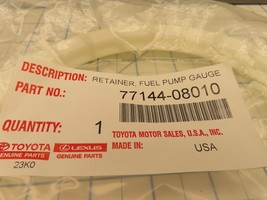 DESCRIPTION: RETAINER, FUEL PUMP GAUGE
PART NO.: 77144-08010
QUANTITY: 1 TOYOTA MOTOR SALES, U.S.A., INC.
MADE IN: USA
TOYOTA LEXUS
GENUINE PARTS GENUINE PARTS
23K0